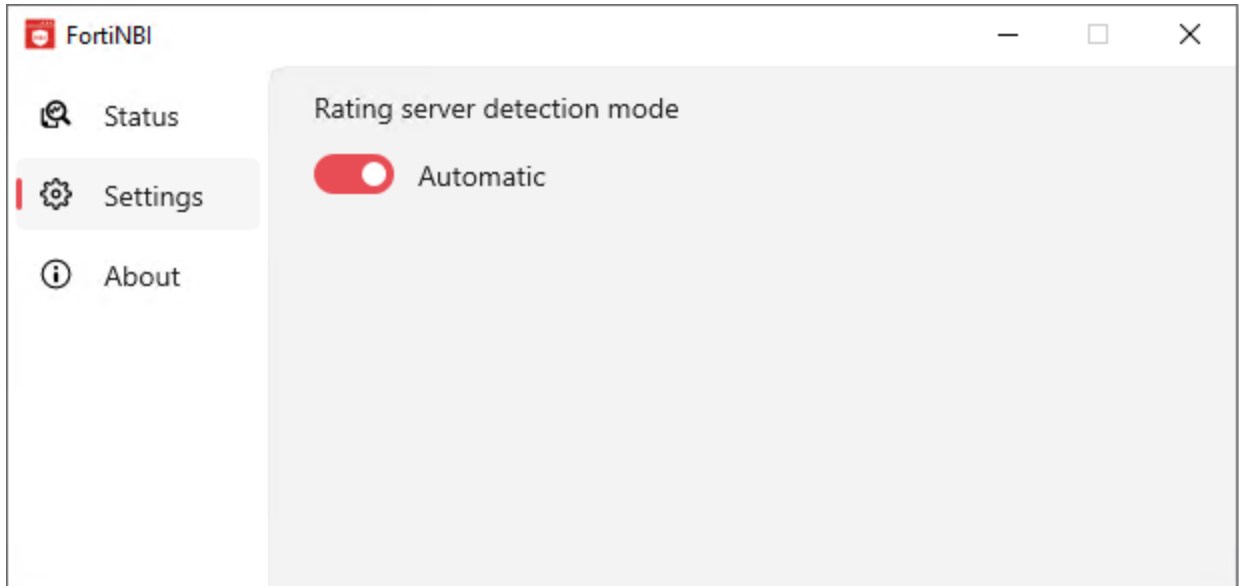 FortiNBI
Status
Settings
About
Rating server detection mode
Automatic